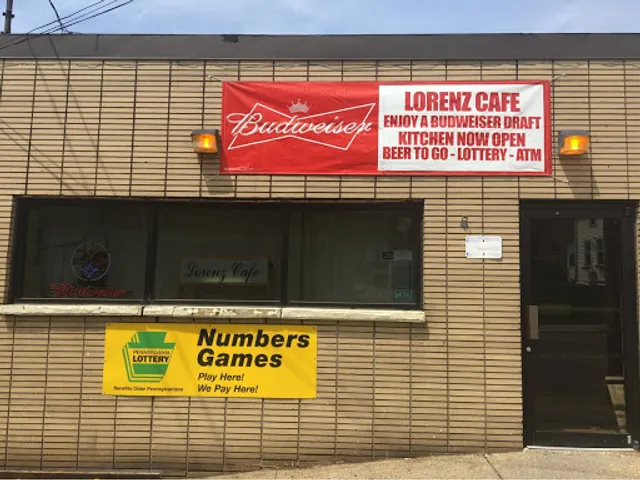 Budweiser
LORENZ CAFE
ENJOY A BUDWEISER DRAFT
KITCHEN NOW OPEN
BEER TO GO - LOTTERY - ATM
Lorenz Cafe
Budweiser
PENNSYLVANIA
LOTTERY
Benefits Older Pennsylvanians
Numbers
Games
Play Here!
We Pay Here!